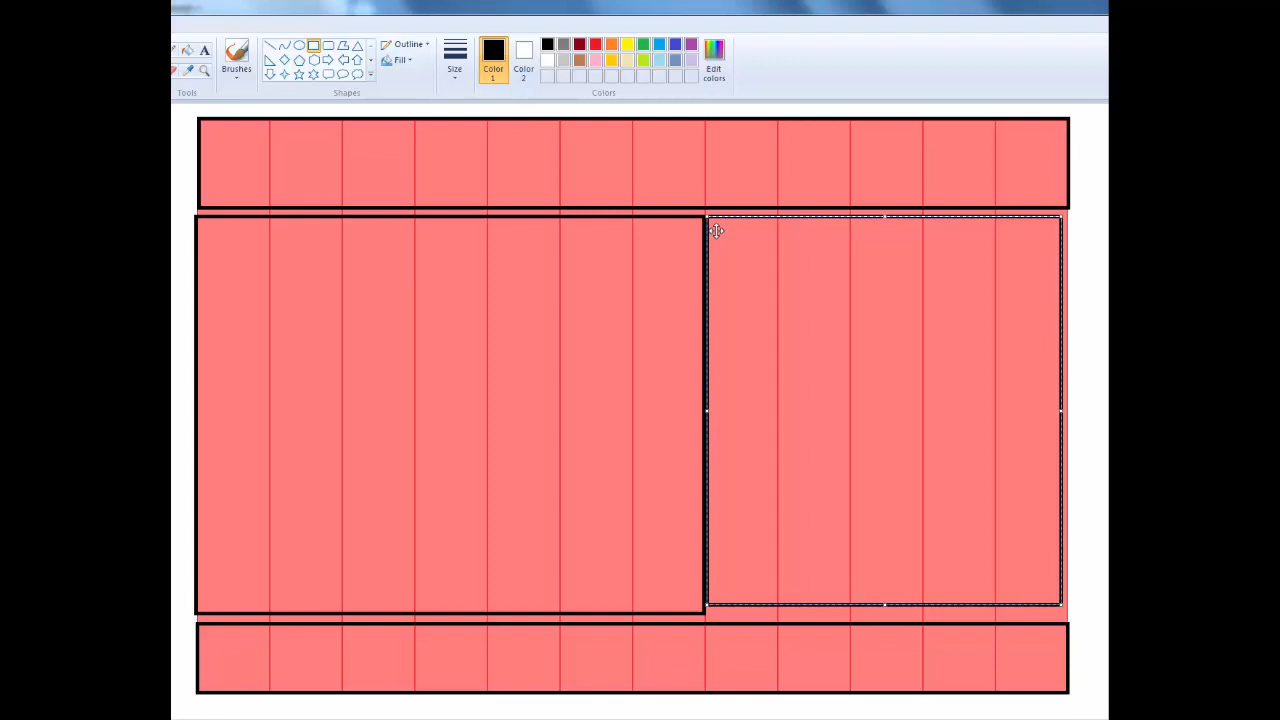 A
Brushes
Outline
Fill
Size
Color
1
Color
2
Edit
colors
Tools
Shapes
Colors